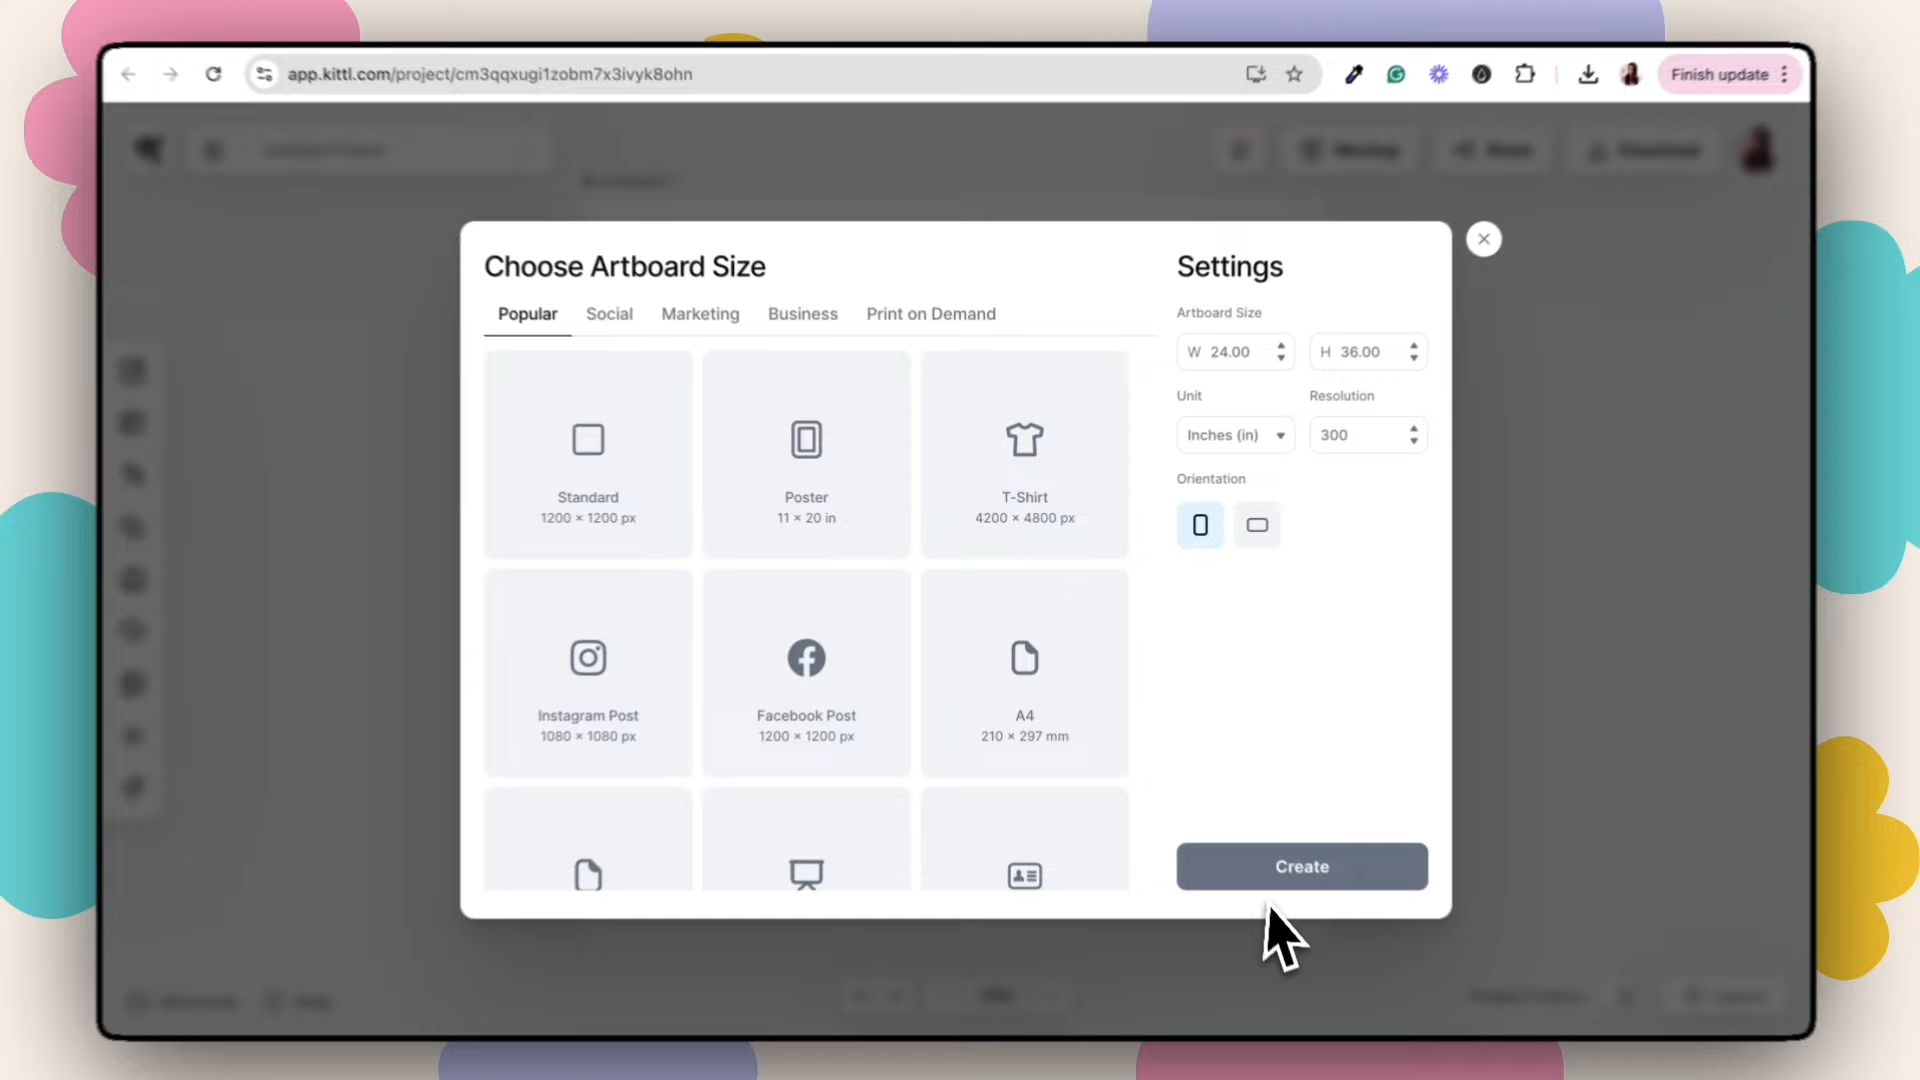 app.kittl.com/project/cm3qqxugi1zobm7x3ivyk8ohn
Finish update
Choose Artboard Size
Popular
Social
Marketing
Business
Print on Demand
Standard
1200 × 1200 px
Poster
11 × 20 in
T-Shirt
4200 × 4800 px
Instagram Post
1080 × 1080 px
Facebook Post
1200 × 1200 px
A4
210 × 297 mm
Settings
Artboard Size
W 24.00
H 36.00
Unit
Resolution
Inches (in)
300
Orientation
Create